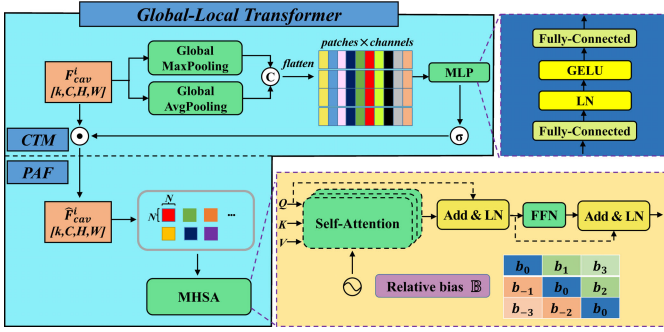 Global-Local Transformer
patches×channels
Fully-Connected
GELU
LN
Fully-Connected
F^i_cav
[k,C,H,W]
Global
MaxPooling
Global
AvgPooling
C
flatten
MLP
σ
CTM
PAF
F̂^i_cav
[k,C,H,W]
N
N
...
MHSA
Q
K
V
Self-Attention
Add & LN
FFN
Add & LN
Relative bias 𝔹
b_0 b_1 b_3
b_-1 b_0 b_2
b_-3 b_-2 b_0